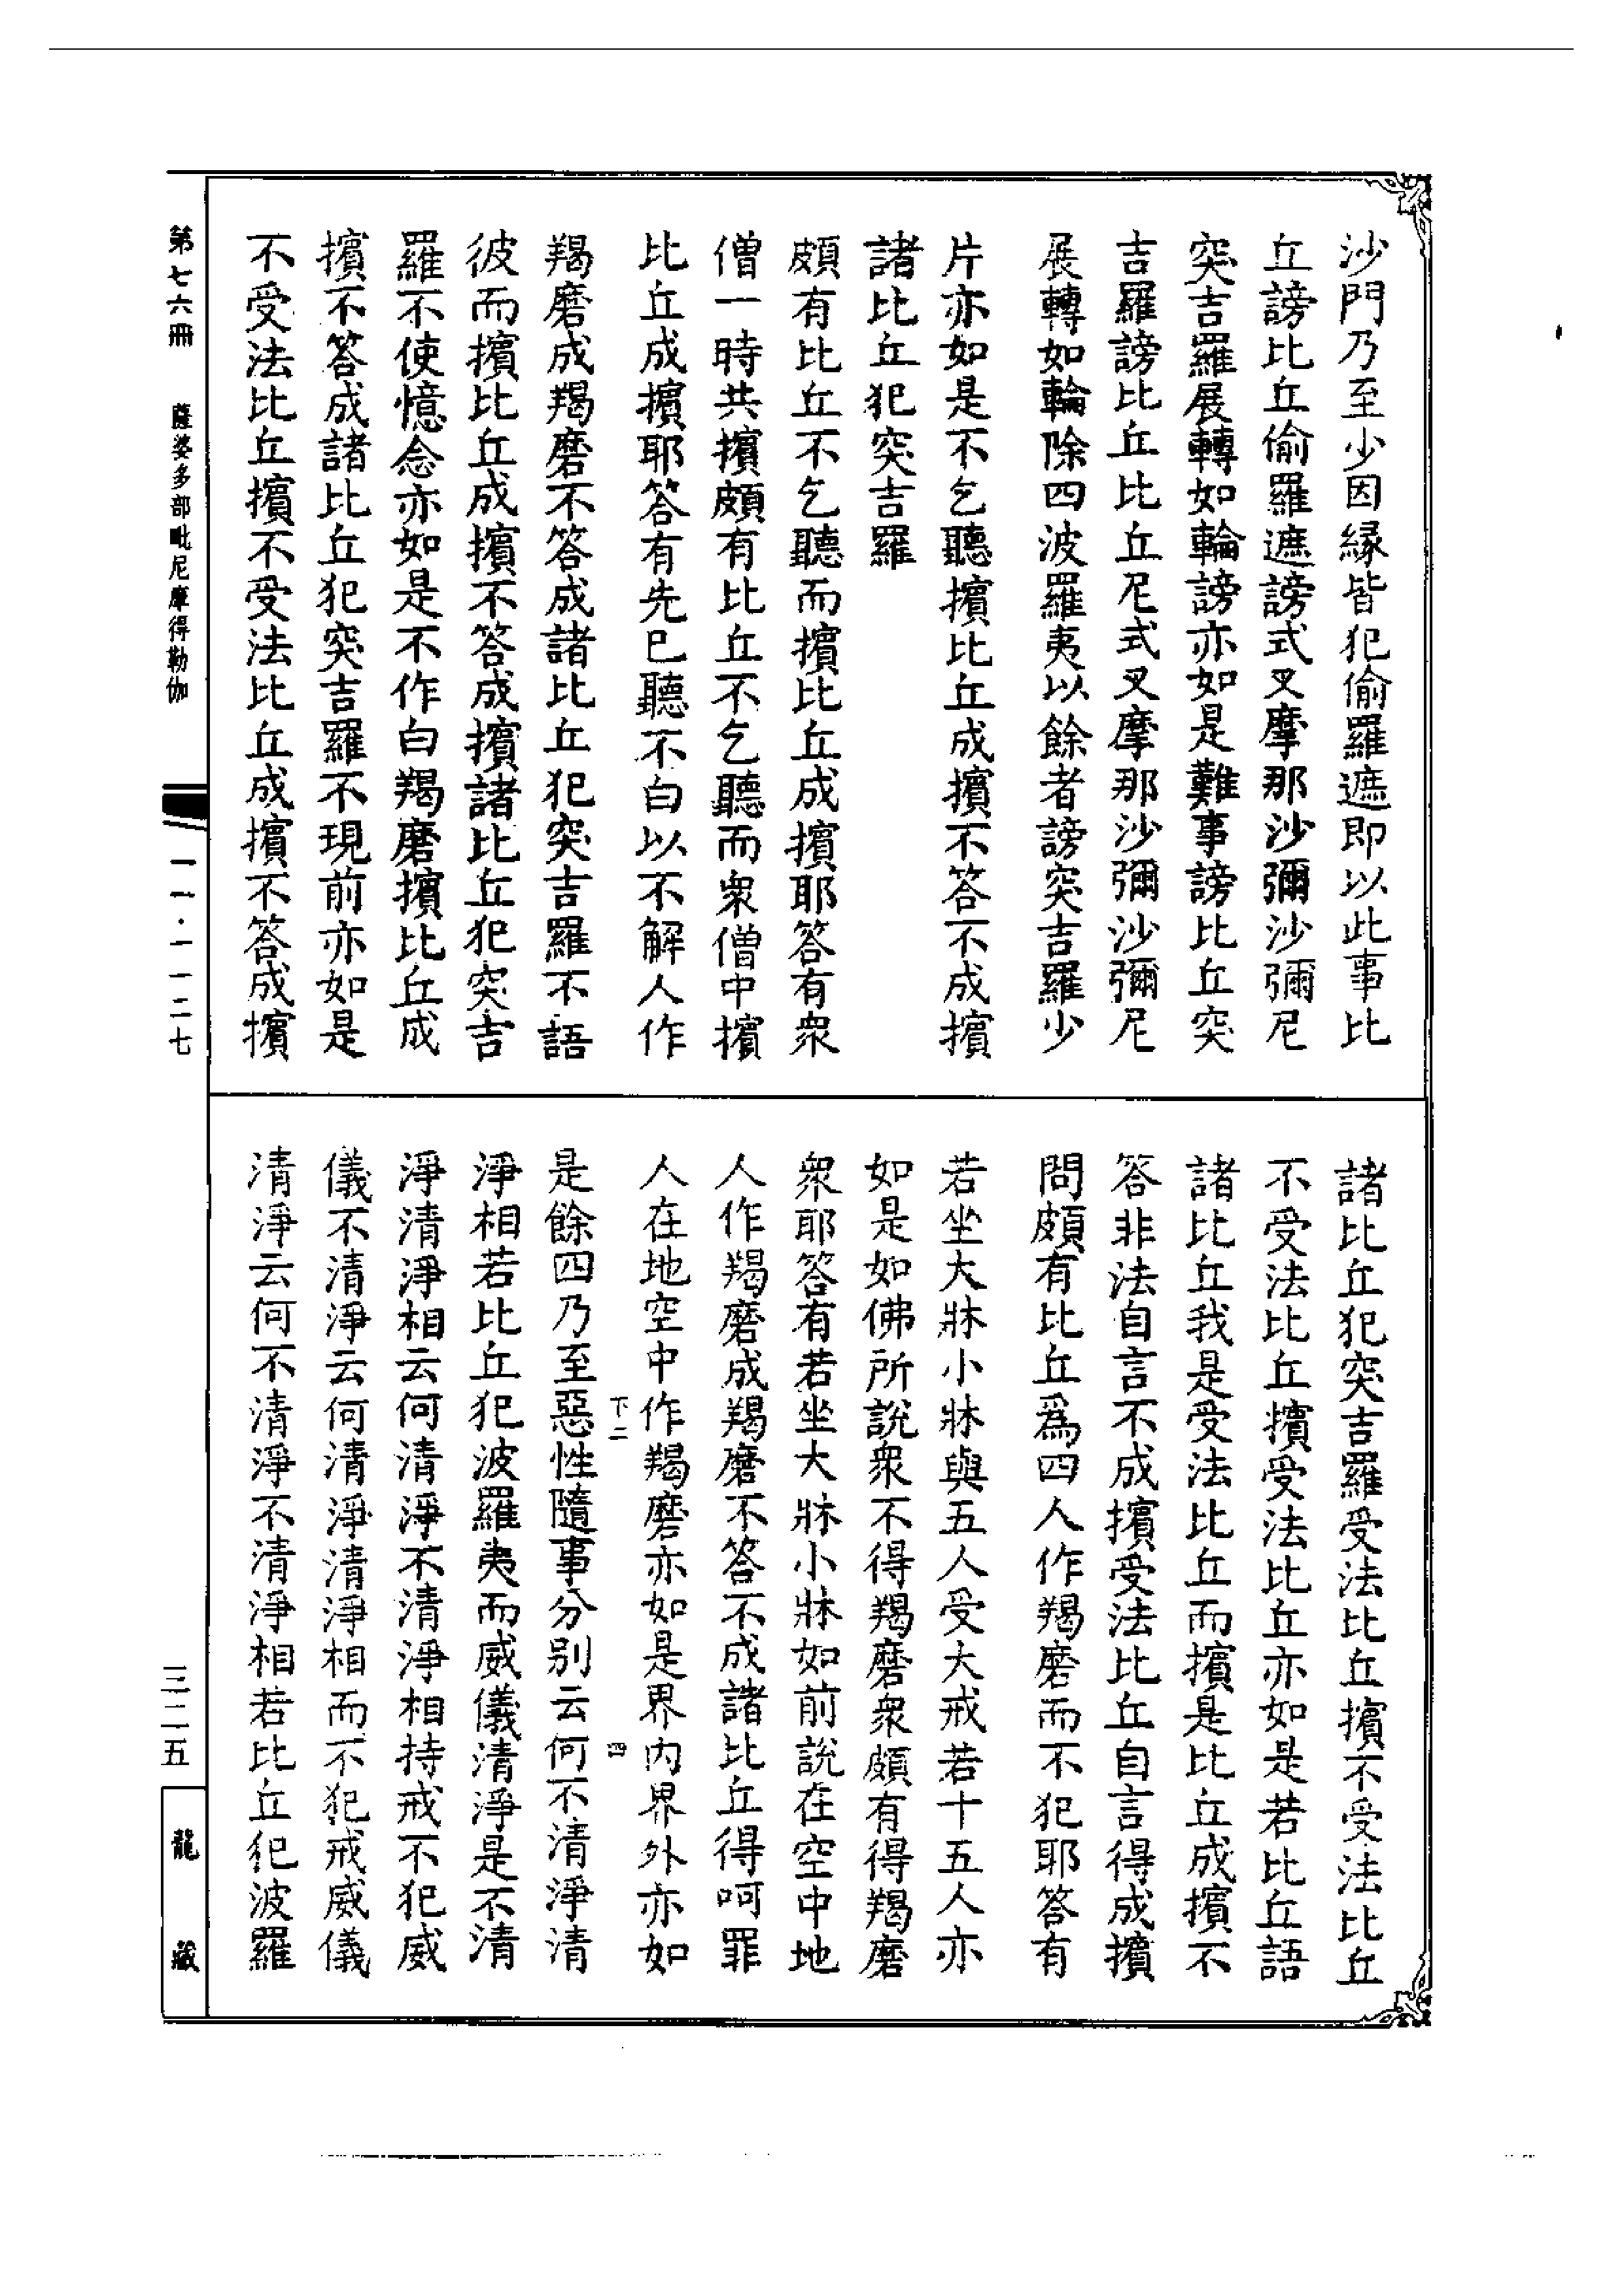 沙門乃至少因縁皆犯偷羅遮即以此事比
丘謗比丘偷羅遮謗式叉摩那沙彌沙彌尼
突吉羅展轉如輪謗亦如是難事謗比丘突
吉羅謗比丘比丘尼式叉摩那沙彌沙彌尼
展轉如輪除四波羅夷以餘者謗突吉羅少
片亦如是不乞聽擯比丘成擯不答不成擯
諸比丘犯突吉羅
頗有比丘不乞聽而擯比丘成擯耶答有衆
僧一時共擯頗有比丘不乞聽而衆僧中擯
比丘成擯耶答有先已聽不白以不解人作
羯磨成羯磨不答成諸比丘犯突吉羅不語
彼而擯比丘成擯不答成擯諸比丘犯突吉
羅不使憶念亦如是不作白羯磨擯比丘成
擯不答成諸比丘犯突吉羅不現前亦如是
不受法比丘擯不受法比丘成擯不答成擯
諸比丘犯突吉羅受法比丘擯不受法比丘
不受法比丘擯受法比丘亦如是若比丘語
諸比丘我是受法比丘而擯是比丘成擯不
答非法自言不成擯受法比丘自言得成擯
問頗有比丘爲四人作羯磨而不犯耶答有
若坐大牀小牀與五人受大戒若十五人亦
如是如佛所說衆不得羯磨衆頗有得羯磨
衆耶答有若坐大牀小牀如前說在空中地
人作羯磨成羯磨不答不成諸比丘得呵罪
人在地空中作羯磨亦如是界内界外亦如
下二
四
是餘四乃至惡性隨事分别云何不清淨清
淨相若比丘犯波羅夷而威儀清淨是不清
淨清淨相云何清淨不清淨相持戒不犯威
儀不清淨云何清淨清淨相而不犯戒威儀
清淨云何不清淨不清淨相若比丘犯波羅
第七六冊
薩婆多部毗尼摩得勒伽
一一·一一二七
三二五
龍藏